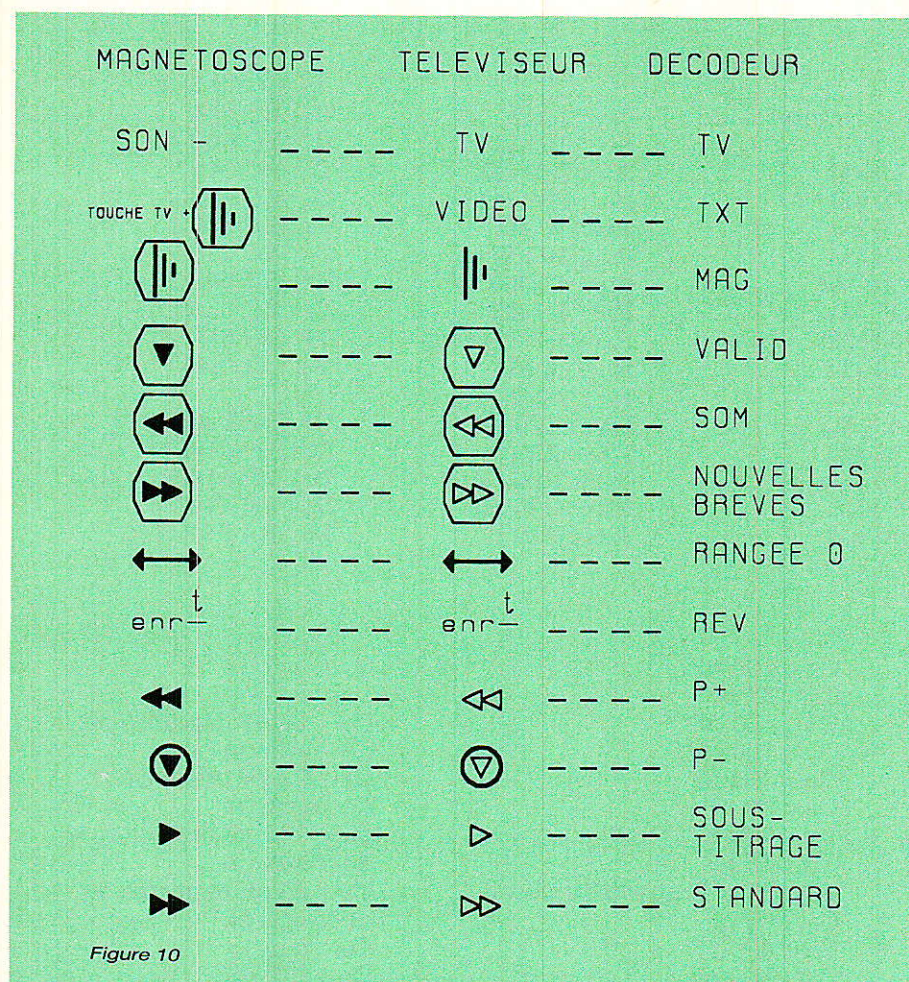 MAGNETOSCOPE TELEVISEUR DECODEUR
SON - ---- TV ---- TV
TOUCHE TV + ---- VIDEO ---- TXT
---- ---- MAG
---- ---- VALID
---- ---- SOM
---- ---- NOUVELLES
BREVES
---- ---- RANGEE 0
enr t ---- enr t ---- REV
---- ---- P+
---- ---- P-
---- ---- SOUS-
TITRAGE
---- ---- STANDARD
Figure 10